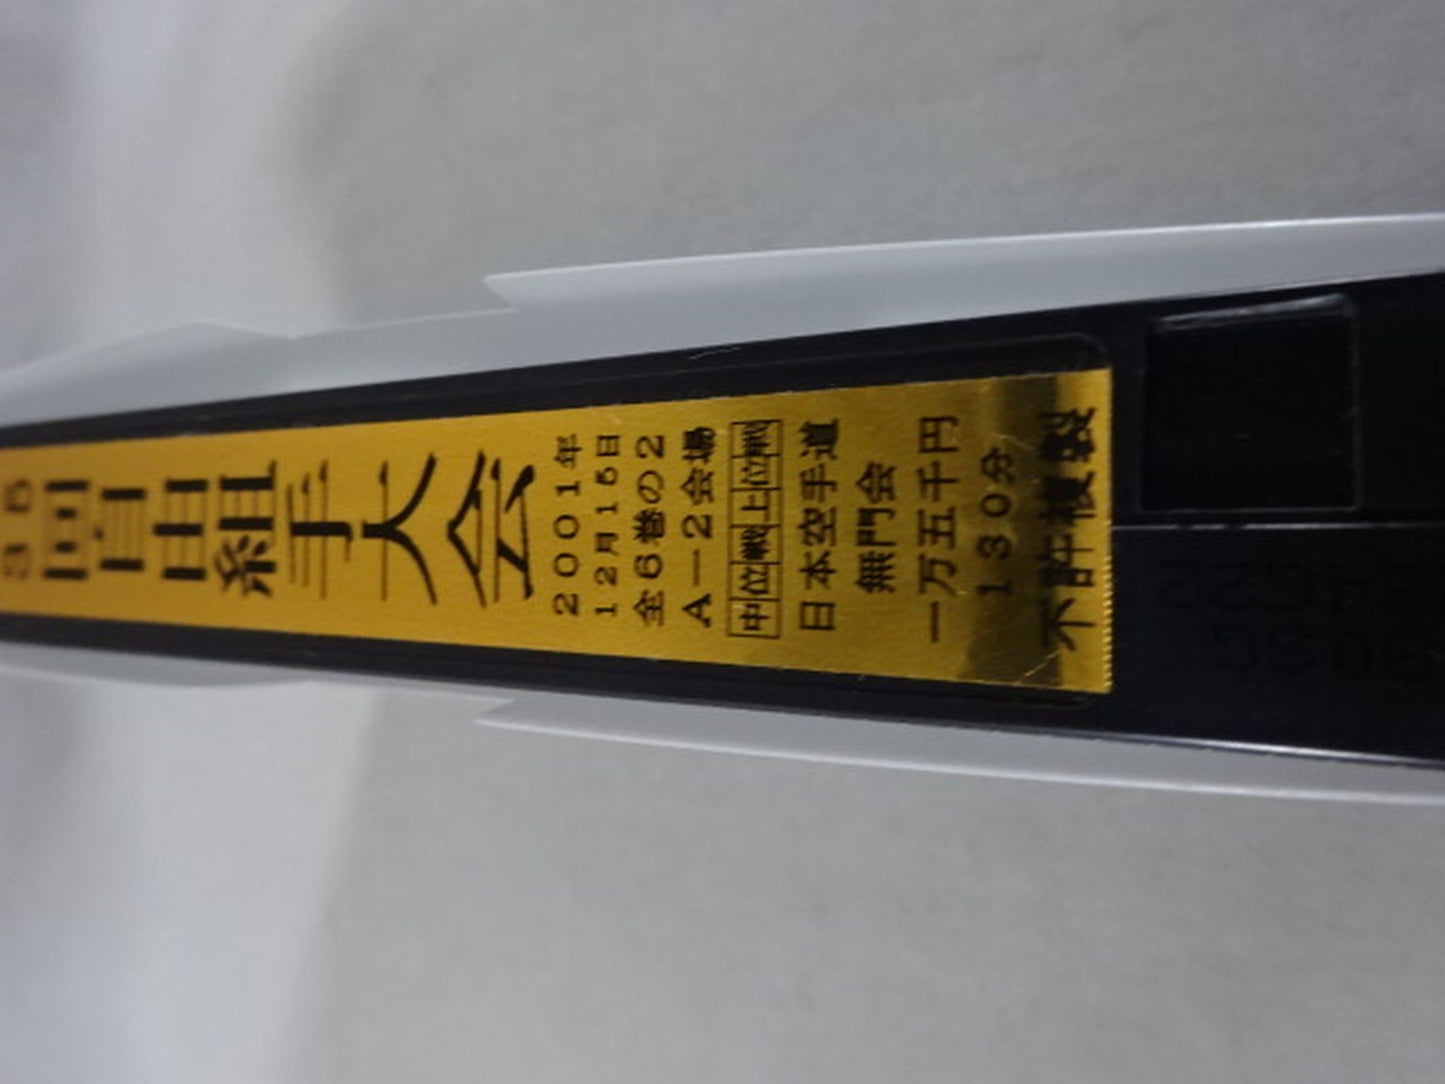 回自由組手大会
2001年
12月15日
全6巻の2
A-2会場
中位戦上位戦
日本空手道
無門会
一万五千円
130分
不許複製